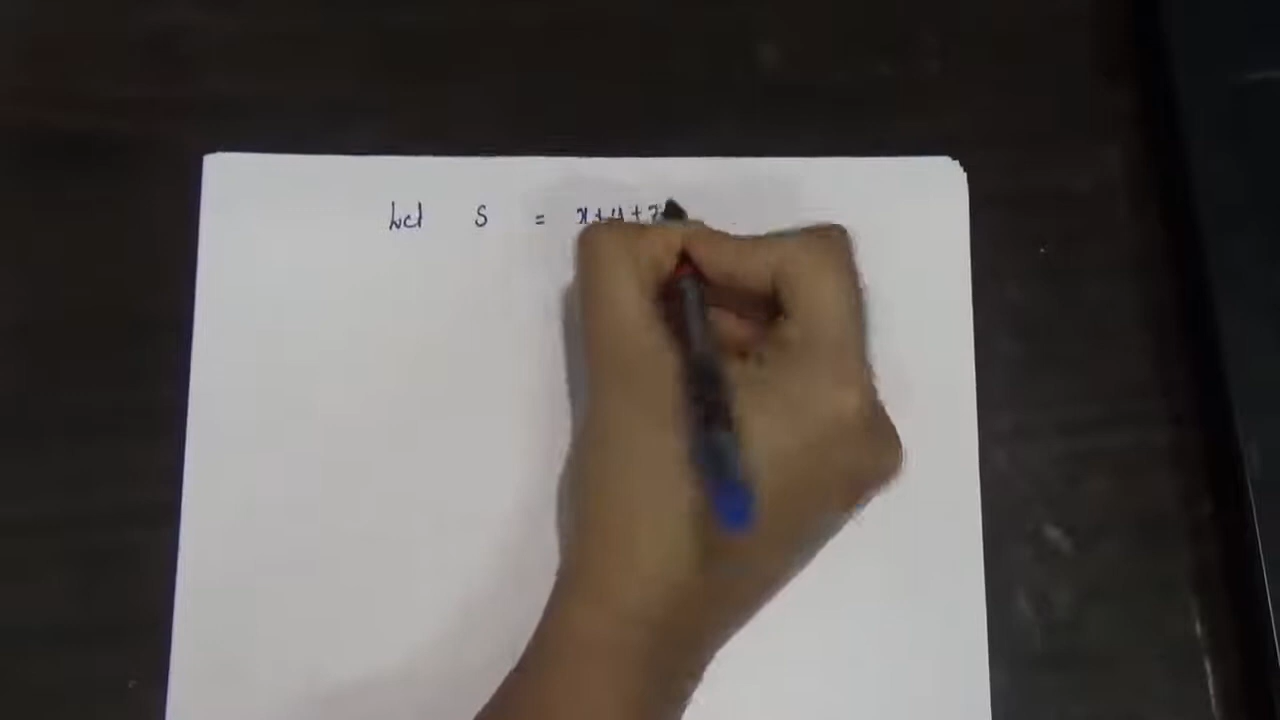 Let S = x+y+z